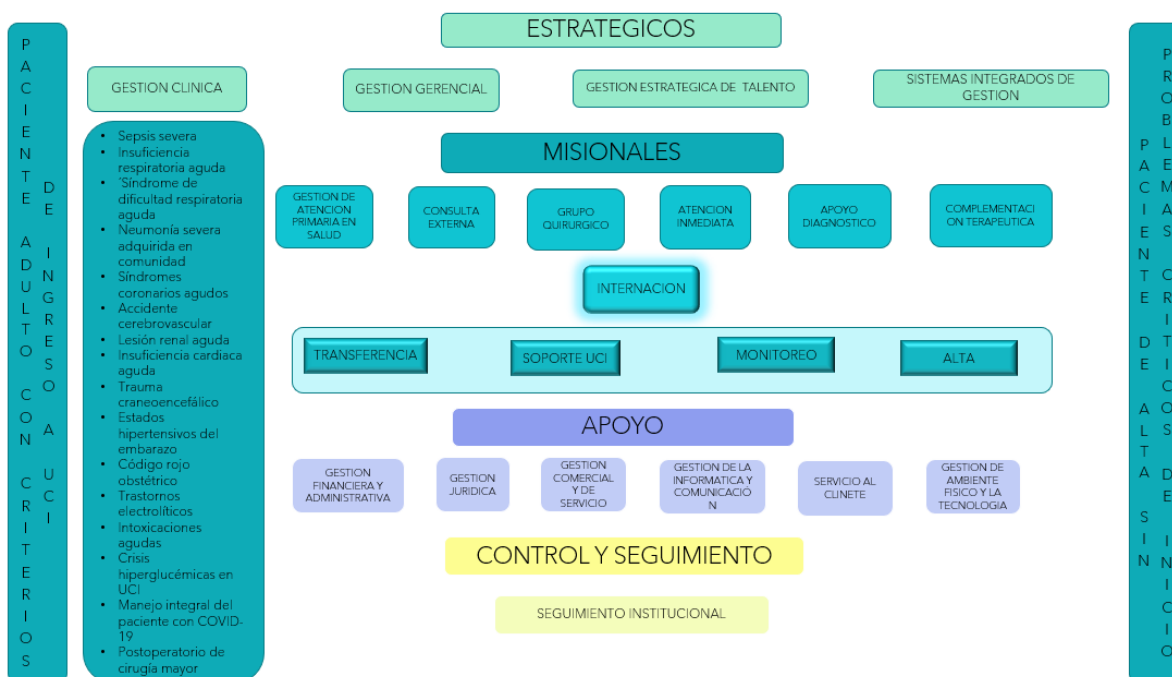 PACIENTE ADULTO CON CRITERIOS
DE INGRESO A UCI
ESTRATEGICOS
GESTION CLINICA
GESTION GERENCIAL
GESTION ESTRATEGICA DE TALENTO
SISTEMAS INTEGRADOS DE
GESTION
• Sepsis severa
• Insuficiencia
respiratoria aguda
• ´Síndrome de
dificultad respiratoria
aguda
• Neumonía severa
adquirida en
comunidad
• Síndromes
coronarios agudos
• Accidente
cerebrovascular
• Lesión renal aguda
• Insuficiencia cardiaca
aguda
• Trauma
craneoencefálico
• Estados
hipertensivos del
embarazo
• Código rojo
obstétrico
• Trastornos
electrolíticos
• Intoxicaciones
agudas
• Crisis
hiperglucémicas en
UCI
• Manejo integral del
paciente con COVID-
19
• Postoperatorio de
cirugía mayor
MISIONALES
GESTION DE
ATENCION
PRIMARIA EN
SALUD
CONSULTA
EXTERNA
GRUPO
QUIRURGICO
ATENCION
INMEDIATA
APOYO
DIAGNOSTICO
COMPLEMENTACI
ON TERAPEUTICA
INTERNACION
TRANSFERENCIA
SOPORTE UCI
MONITOREO
ALTA
APOYO
GESTION
FINANCIERA Y
ADMINISTRATIVA
GESTION
JURIDICA
GESTION
COMERCIAL
Y DE
SERVICIO
GESTION DE LA
INFORMATICA Y
COMUNICACIÓ
N
SERVICIO AL
CLINETE
GESTION DE
AMBIENTE
FISICO Y LA
TECNOLOGIA
CONTROL Y SEGUIMIENTO
SEGUIMIENTO INSTITUCIONAL
PACIENTE DE ALTA SIN
PROBLEMAS CRITICOS DE INICIO